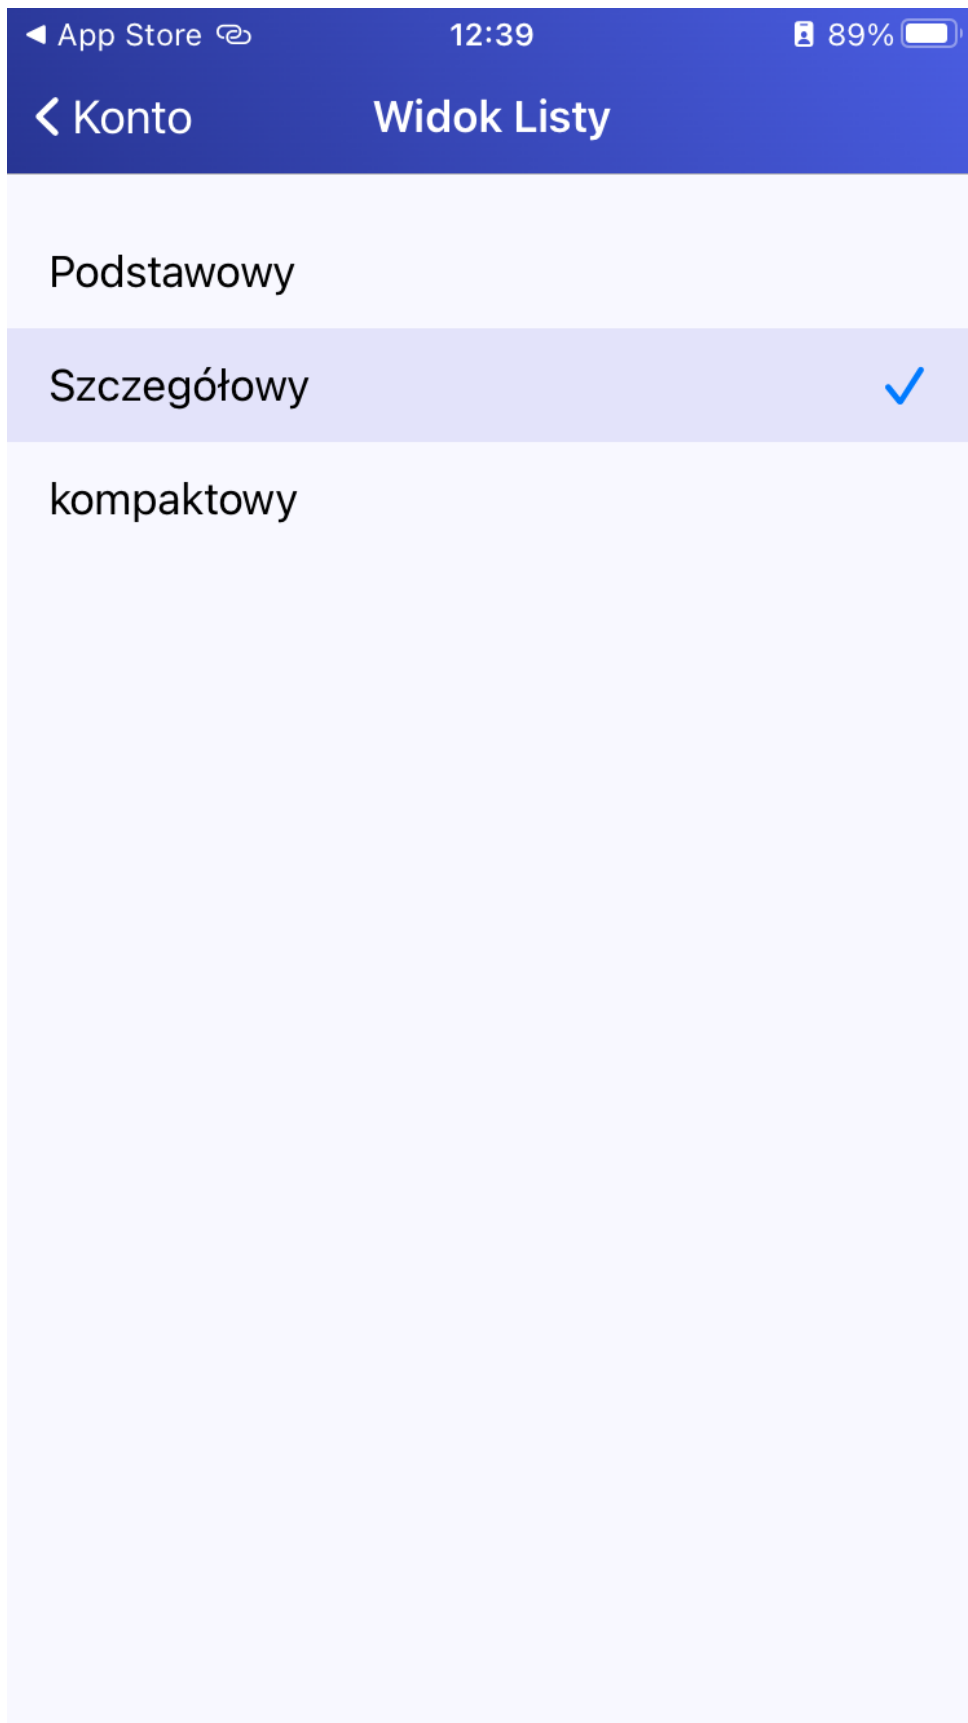 App Store
12:39
89%
Konto
Widok Listy
Podstawowy
Szczegółowy
kompaktowy